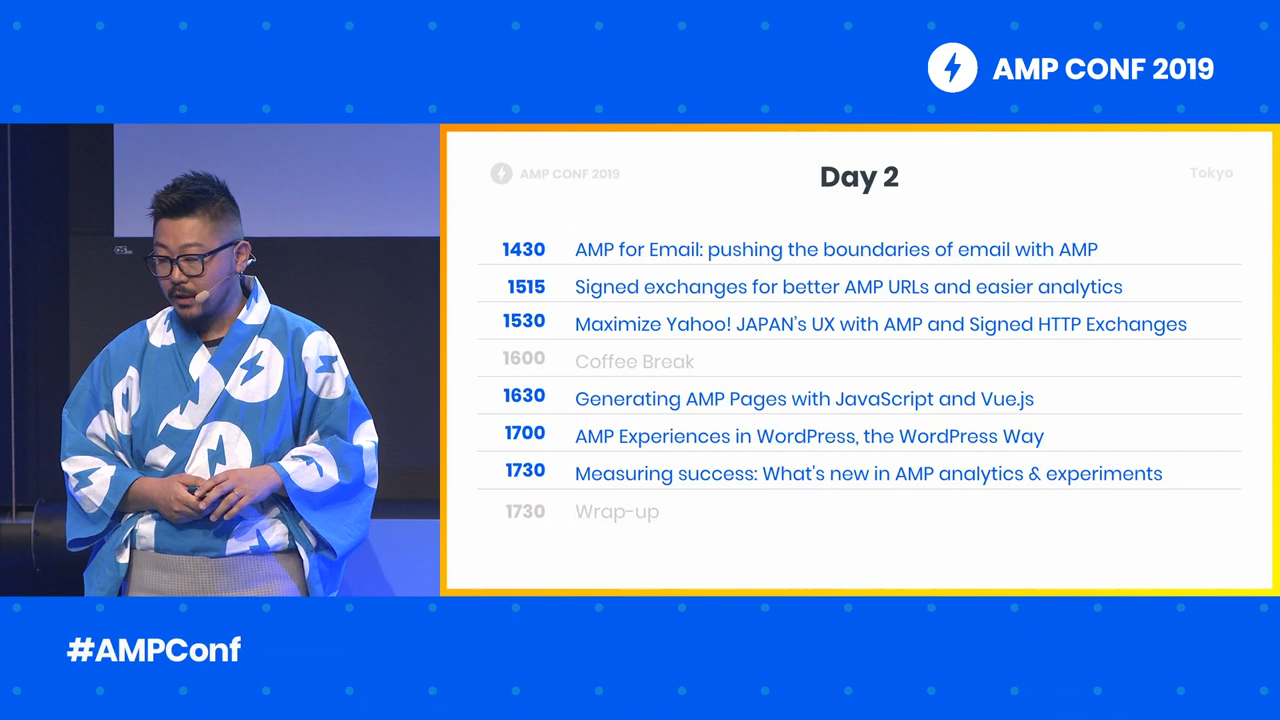 AMP CONF 2019
AMP CONF 2019
Day 2
Tokyo
1430 AMP for Email: pushing the boundaries of email with AMP
1515 Signed exchanges for better AMP URLs and easier analytics
1530 Maximize Yahoo! JAPAN's UX with AMP and Signed HTTP Exchanges
1600 Coffee Break
1630 Generating AMP Pages with JavaScript and Vue.js
1700 AMP Experiences in WordPress, the WordPress Way
1730 Measuring success: What's new in AMP analytics & experiments
1730 Wrap-up
#AMPConf